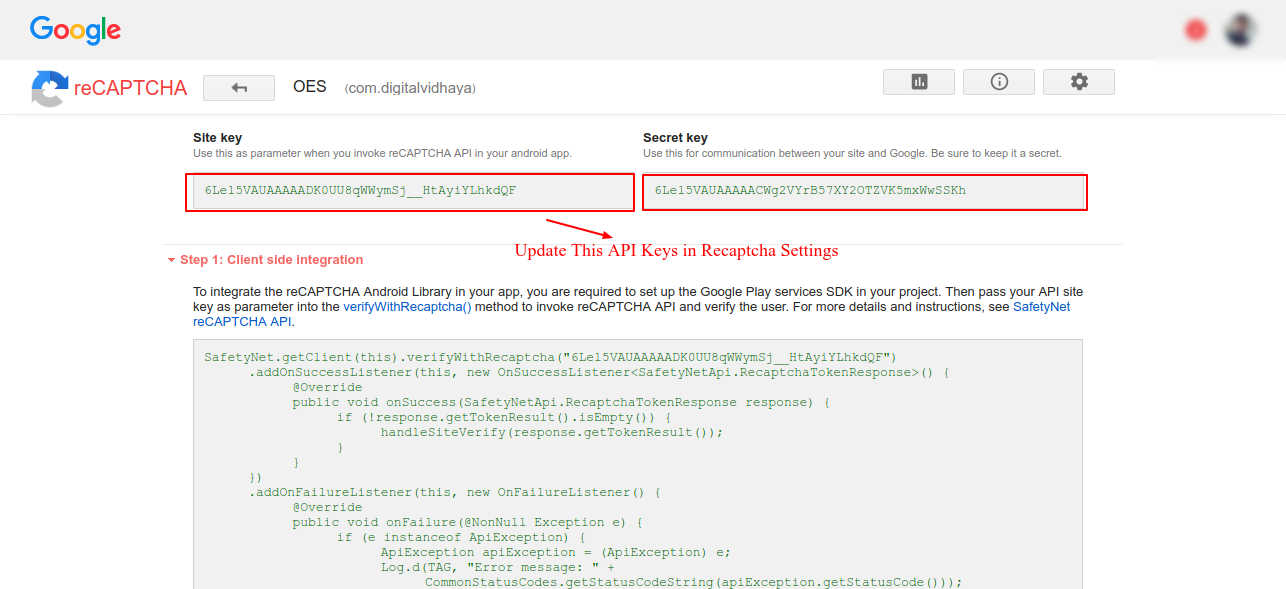 Google
reCAPTCHA
OES (com.digitalvidhaya)
Site key
Use this as parameter when you invoke reCAPTCHA API in your android app.
6Lel5VAUAAAAADK0UU8qWWymSj__HtAyiYLhkdQF
Secret key
Use this for communication between your site and Google. Be sure to keep it a secret.
6Lel5VAUAAAAACWg2VYrB57XY2OTZVK5mxWwSSKh
Update This API Keys in Recaptcha Settings
Step 1: Client side integration
To integrate the reCAPTCHA Android Library in your app, you are required to set up the Google Play services SDK in your project. Then pass your API site
key as parameter into the verifyWithRecaptcha() method to invoke reCAPTCHA API and verify the user. For more details and instructions, see SafetyNet
reCAPTCHA API.
SafetyNet.getClient(this).verifyWithRecaptcha("6Lel5VAUAAAAADK0UU8qWWymSj__HtAyiYLhkdQF")
.addOnSuccessListener(this, new OnSuccessListener<SafetyNetApi.RecaptchaTokenResponse>() {
@Override
public void onSuccess(SafetyNetApi.RecaptchaTokenResponse response) {
if (!response.getTokenResult().isEmpty()) {
handleSiteVerify(response.getTokenResult());
}
}
})
.addOnFailureListener(this, new OnFailureListener() {
@Override
public void onFailure(@NonNull Exception e) {
if (e instanceof ApiException) {
ApiException apiException = (ApiException) e;
Log.d(TAG, "Error message: " +
CommonStatusCodes.getStatusCodeString(apiException.getStatusCode()));